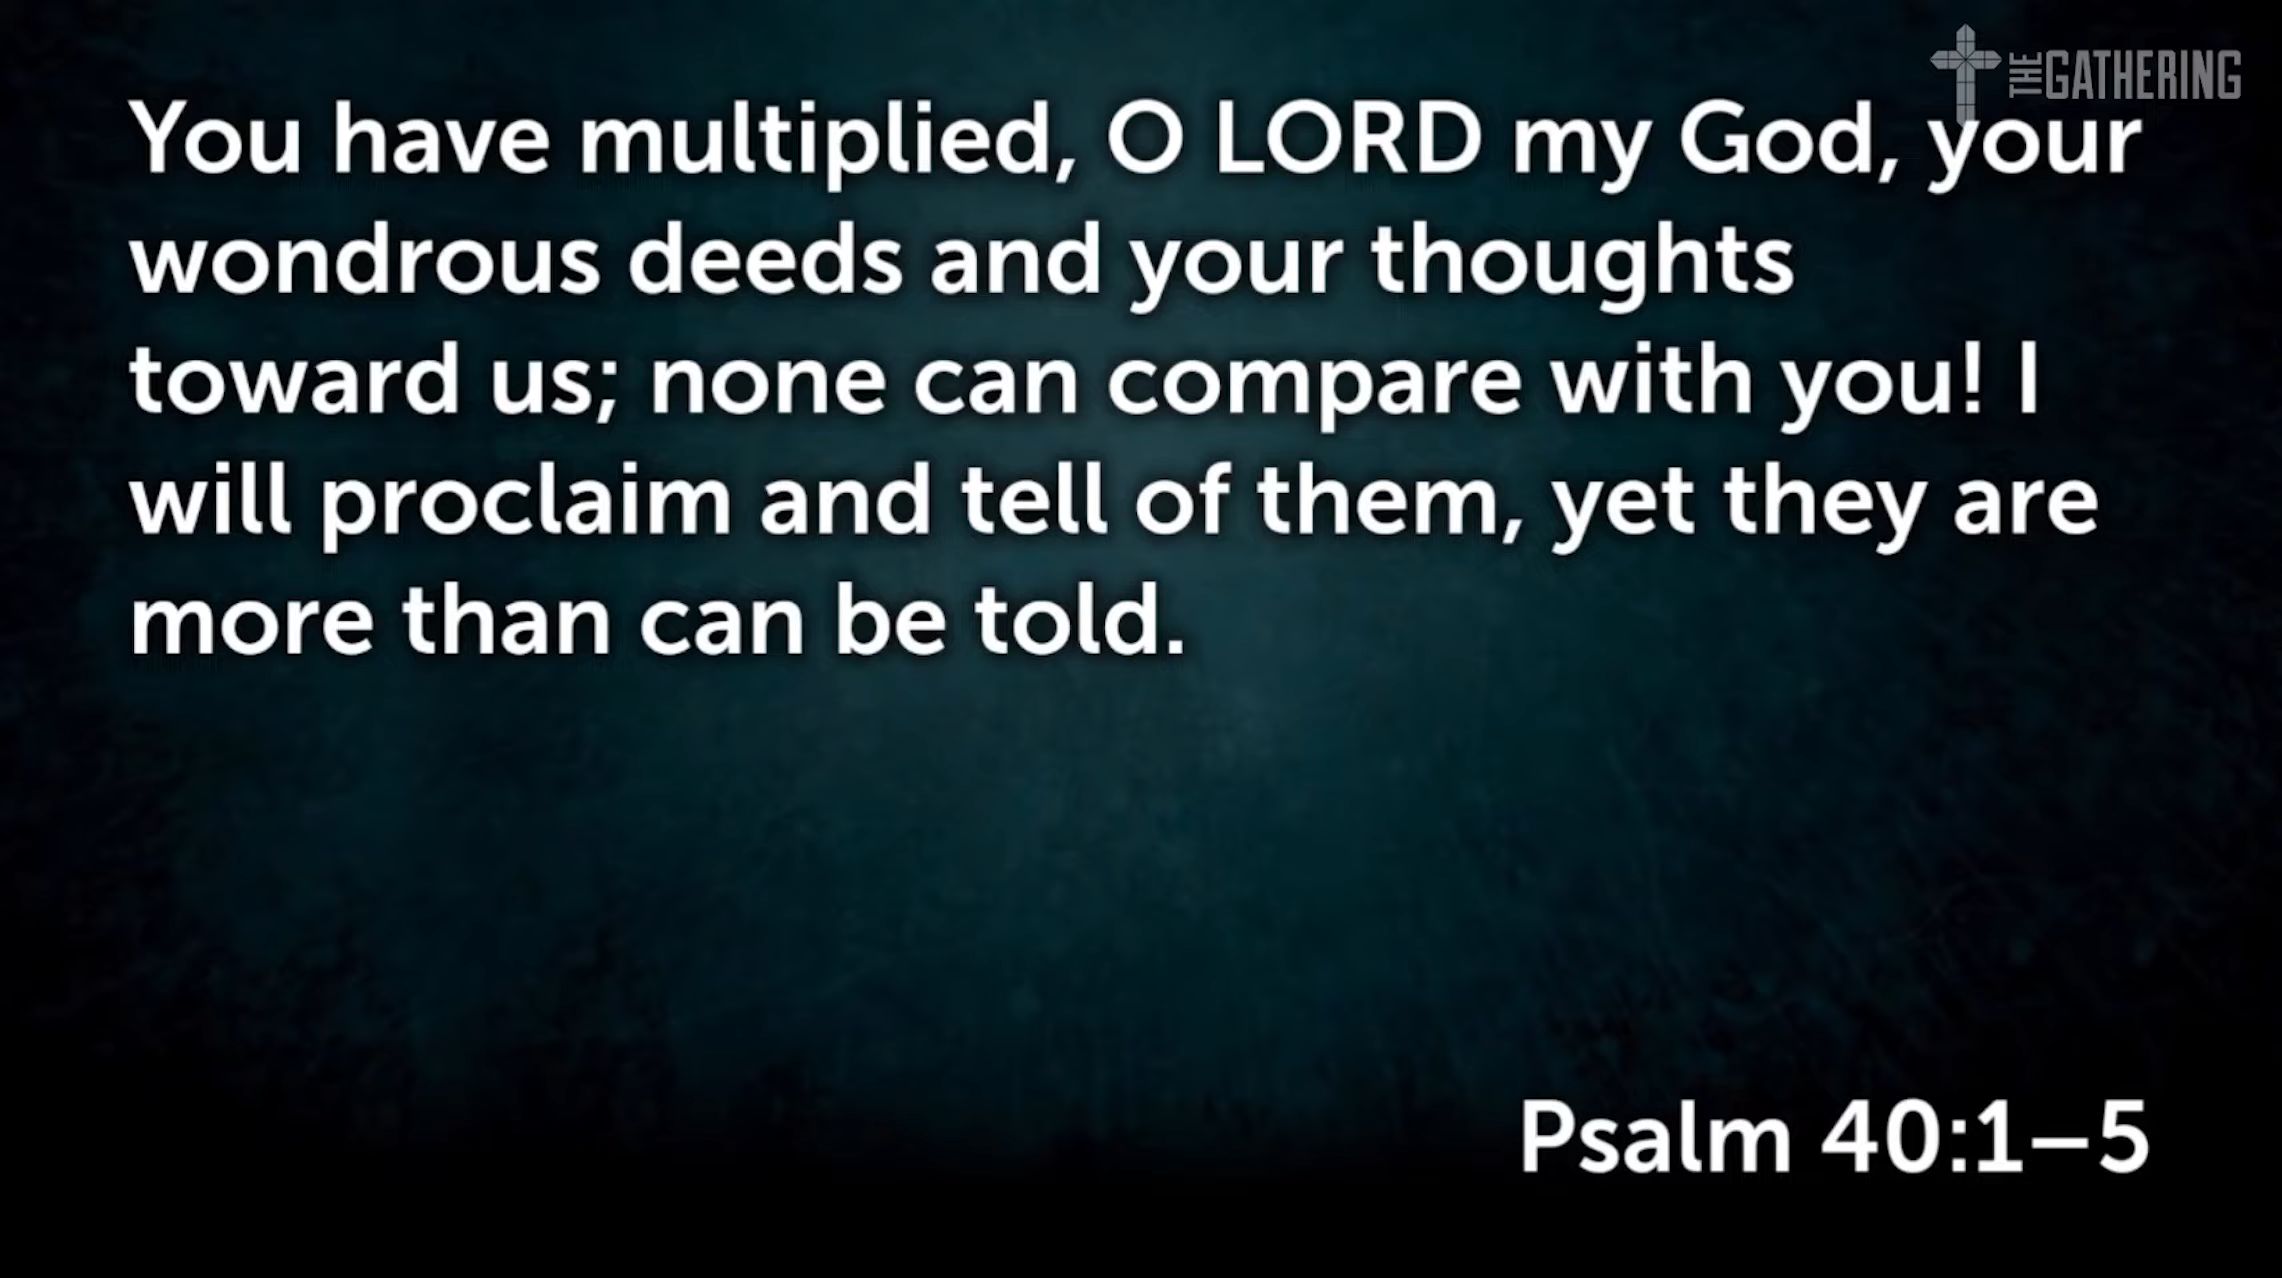 THE GATHERING
You have multiplied, O LORD my God, your
wondrous deeds and your thoughts
toward us; none can compare with you! I
will proclaim and tell of them, yet they are
more than can be told.
Psalm 40:1–5